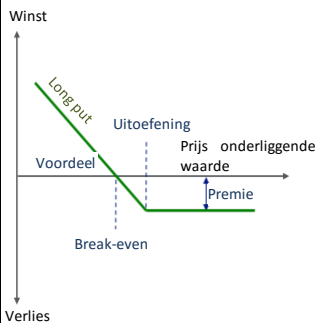 Winst
Long put
Uitoefening
Prijs onderliggende
waarde
Voordeel
Premie
Break-even
Verlies